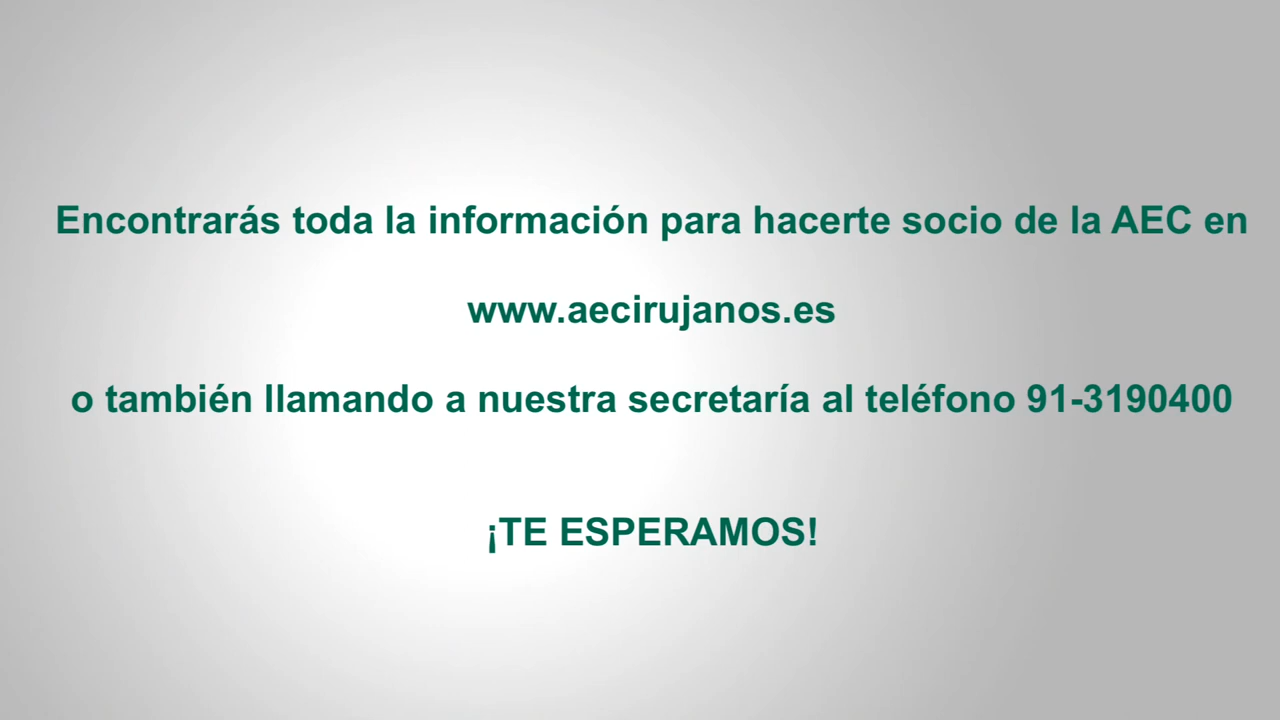 Encontrarás toda la información para hacerte socio de la AEC en
www.aecirujanos.es
o también llamando a nuestra secretaría al teléfono 91-3190400
¡TE ESPERAMOS!